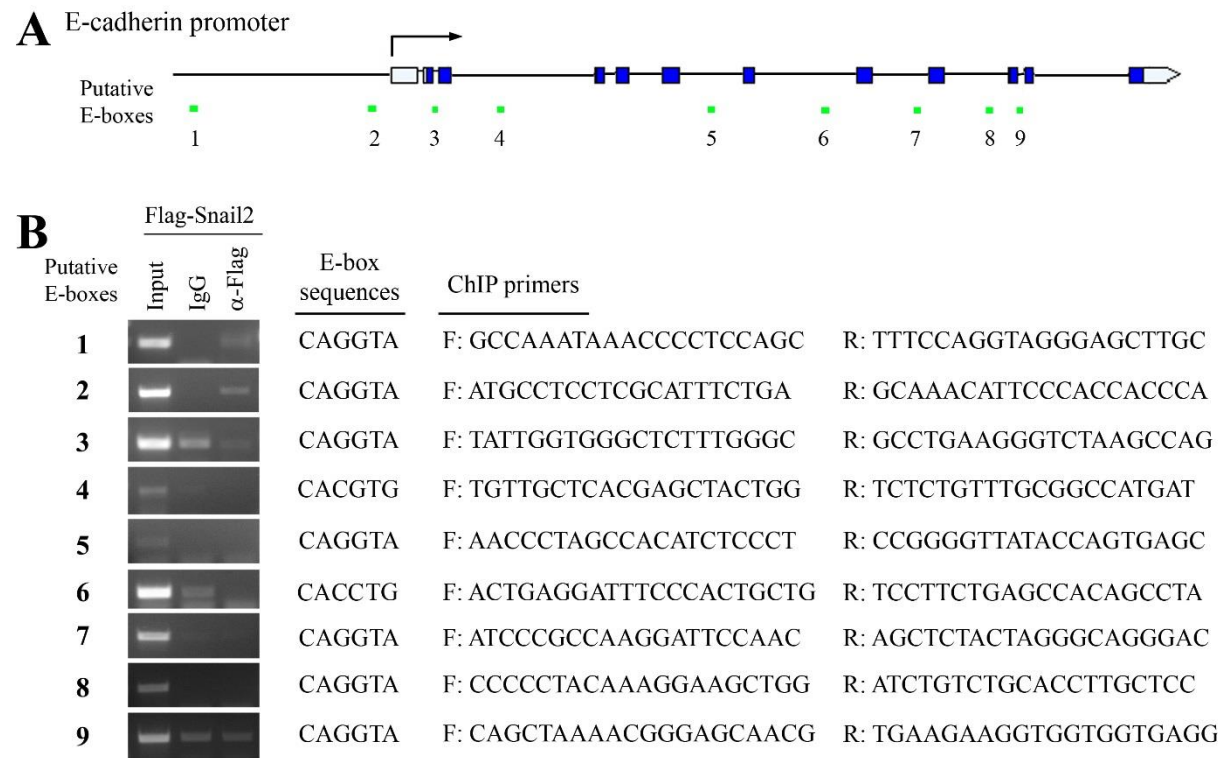 A E-cadherin promoter
Putative
E-boxes
1 2 3 4 5 6 7 8 9
B Flag-Snail2
Putative
E-boxes
Input IgG α-Flag
E-box
sequences
ChIP primers
1 CAGGTA F: GCCAAATAAACCCCTCCAGC R: TTTCCAGGTAGGGAGCTTGC
2 CAGGTA F: ATGCCTCCTCGCATTTCTGA R: GCAAACATTCCCACCACCCA
3 CAGGTA F: TATTGGTGGGCTCTTTGGGC R: GCCTGAAGGGTCTAAGCCAG
4 CACGTG F: TGTTGCTCACGAGCTACTGG R: TCTCTGTTTGCGGCCATGAT
5 CAGGTA F: AACCCTAGCCACATCTCCCT R: CCGGGGTTATACCAGTGAGC
6 CACCTG F: ACTGAGGATTTCCCACTGCTG R: TCCTTCTGAGCCACAGCCTA
7 CAGGTA F: ATCCCGCCAAGGATTCCAAC R: AGCTCTACTAGGGCAGGGAC
8 CAGGTA F: CCCCCTACAAAGGAAGCTGG R: ATCTGTCTGCACCTTGCTCC
9 CAGGTA F: CAGCTAAAACGGGAGCAACG R: TGAAGAAGGTGGTGGTGAGG